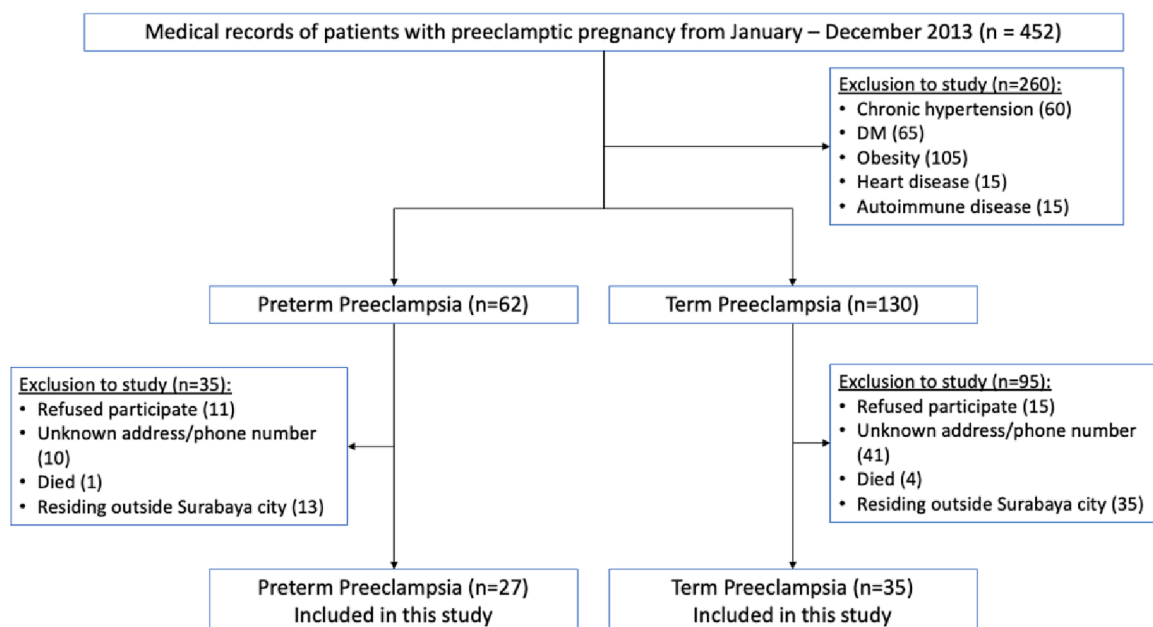 Medical records of patients with preeclamptic pregnancy from January – December 2013 (n = 452)
Exclusion to study (n=260):
• Chronic hypertension (60)
• DM (65)
• Obesity (105)
• Heart disease (15)
• Autoimmune disease (15)
Preterm Preeclampsia (n=62)
Term Preeclampsia (n=130)
Exclusion to study (n=35):
• Refused participate (11)
• Unknown address/phone number
(10)
• Died (1)
• Residing outside Surabaya city (13)
Exclusion to study (n=95):
• Refused participate (15)
• Unknown address/phone number
(41)
• Died (4)
• Residing outside Surabaya city (35)
Preterm Preeclampsia (n=27)
Included in this study
Term Preeclampsia (n=35)
Included in this study